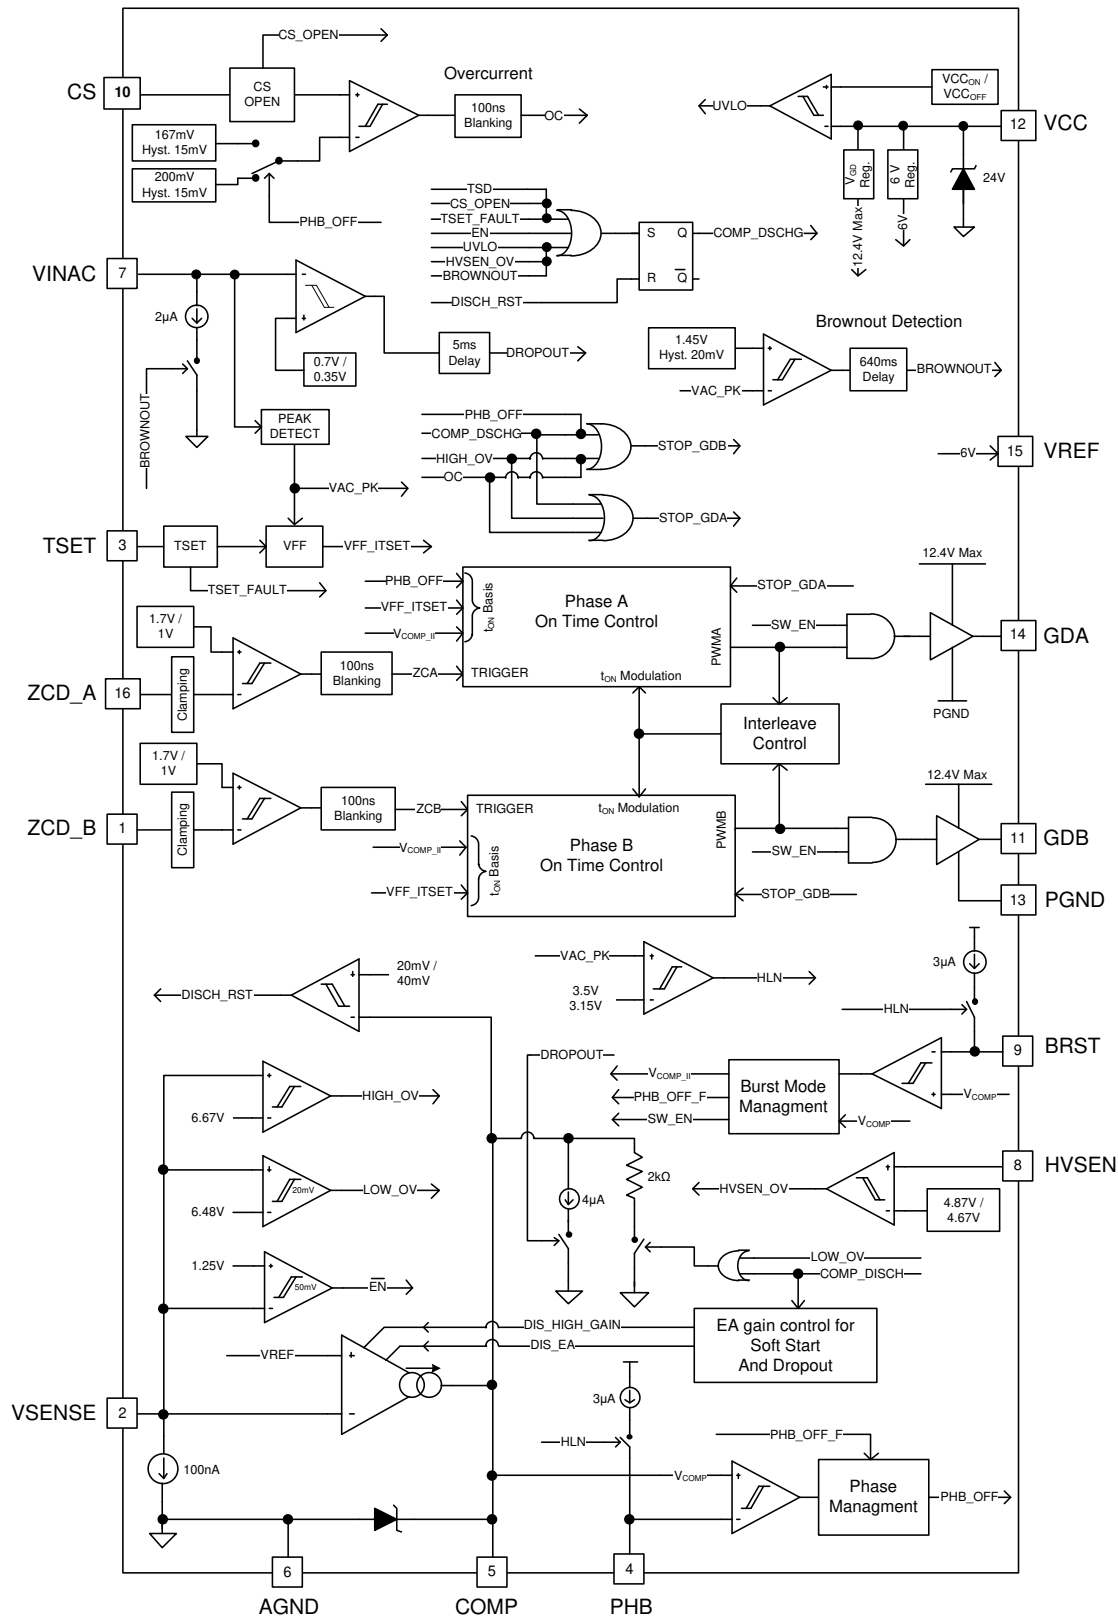 CS_OPEN
CS
10
CS
OPEN
+
−
Overcurrent
100ns
Blanking
OC
167mV
Hyst. 15mV
200mV
Hyst. 15mV
PHB_OFF
UVLO
+
−
VCC_ON /
VCC_OFF
12
VCC
V_GD
Reg.
6 V
Reg.
24V
12.4V Max
6V
TSD
CS_OPEN
TSET_FAULT
EN
UVLO
HVSEN_OV
BROWNOUT
DISCH_RST
S
Q
R
Q̅
COMP_DSCHG
VINAC
7
2µA
−
+
0.7V /
0.35V
5ms
Delay
DROPOUT
BROWNOUT
PEAK
DETECT
VAC_PK
Brownout Detection
1.45V
Hyst. 20mV
VAC_PK
+
−
640ms
Delay
BROWNOUT
PHB_OFF
COMP_DSCHG
HIGH_OV
OC
STOP_GDB
STOP_GDA
6V
15
VREF
TSET
3
TSET
VFF
VFF_ITSET
TSET_FAULT
PHB_OFF
VFF_ITSET
V_COMP_II
t_ON Basis
Phase A
On Time Control
TRIGGER
t_ON Modulation
PWMA
STOP_GDA
SW_EN
12.4V Max
PGND
14
GDA
1.7V /
1V
ZCD_A
16
Clamping
+
−
100ns
Blanking
ZCA
Interleave
Control
1.7V /
1V
ZCD_B
1
Clamping
+
−
100ns
Blanking
ZCB
TRIGGER
t_ON Modulation
Phase B
On Time Control
PWMB
V_COMP_II
VFF_ITSET
t_ON Basis
SW_EN
STOP_GDB
12.4V Max
11
GDB
13
PGND
DISCH_RST
+
−
20mV /
40mV
VAC_PK
3.5V
3.15V
+
−
HLN
3µA
HLN
9
BRST
−
+
V_COMP
Burst Mode
Managment
V_COMP_II
PHB_OFF_F
SW_EN
V_COMP
DROPOUT
6.67V
+
−
HIGH_OV
6.48V
+
−
20mV
LOW_OV
1.25V
+
−
50mV
E̅N̅
4µA
2kΩ
HVSEN_OV
+
−
4.87V /
4.67V
8
HVSEN
LOW_OV
COMP_DISCH
EA gain control for
Soft Start
And Dropout
DIS_HIGH_GAIN
DIS_EA
VREF
+
−
VSENSE
2
100nA
3µA
HLN
V_COMP
+
−
PHB_OFF_F
Phase
Managment
PHB_OFF
6
AGND
5
COMP
4
PHB